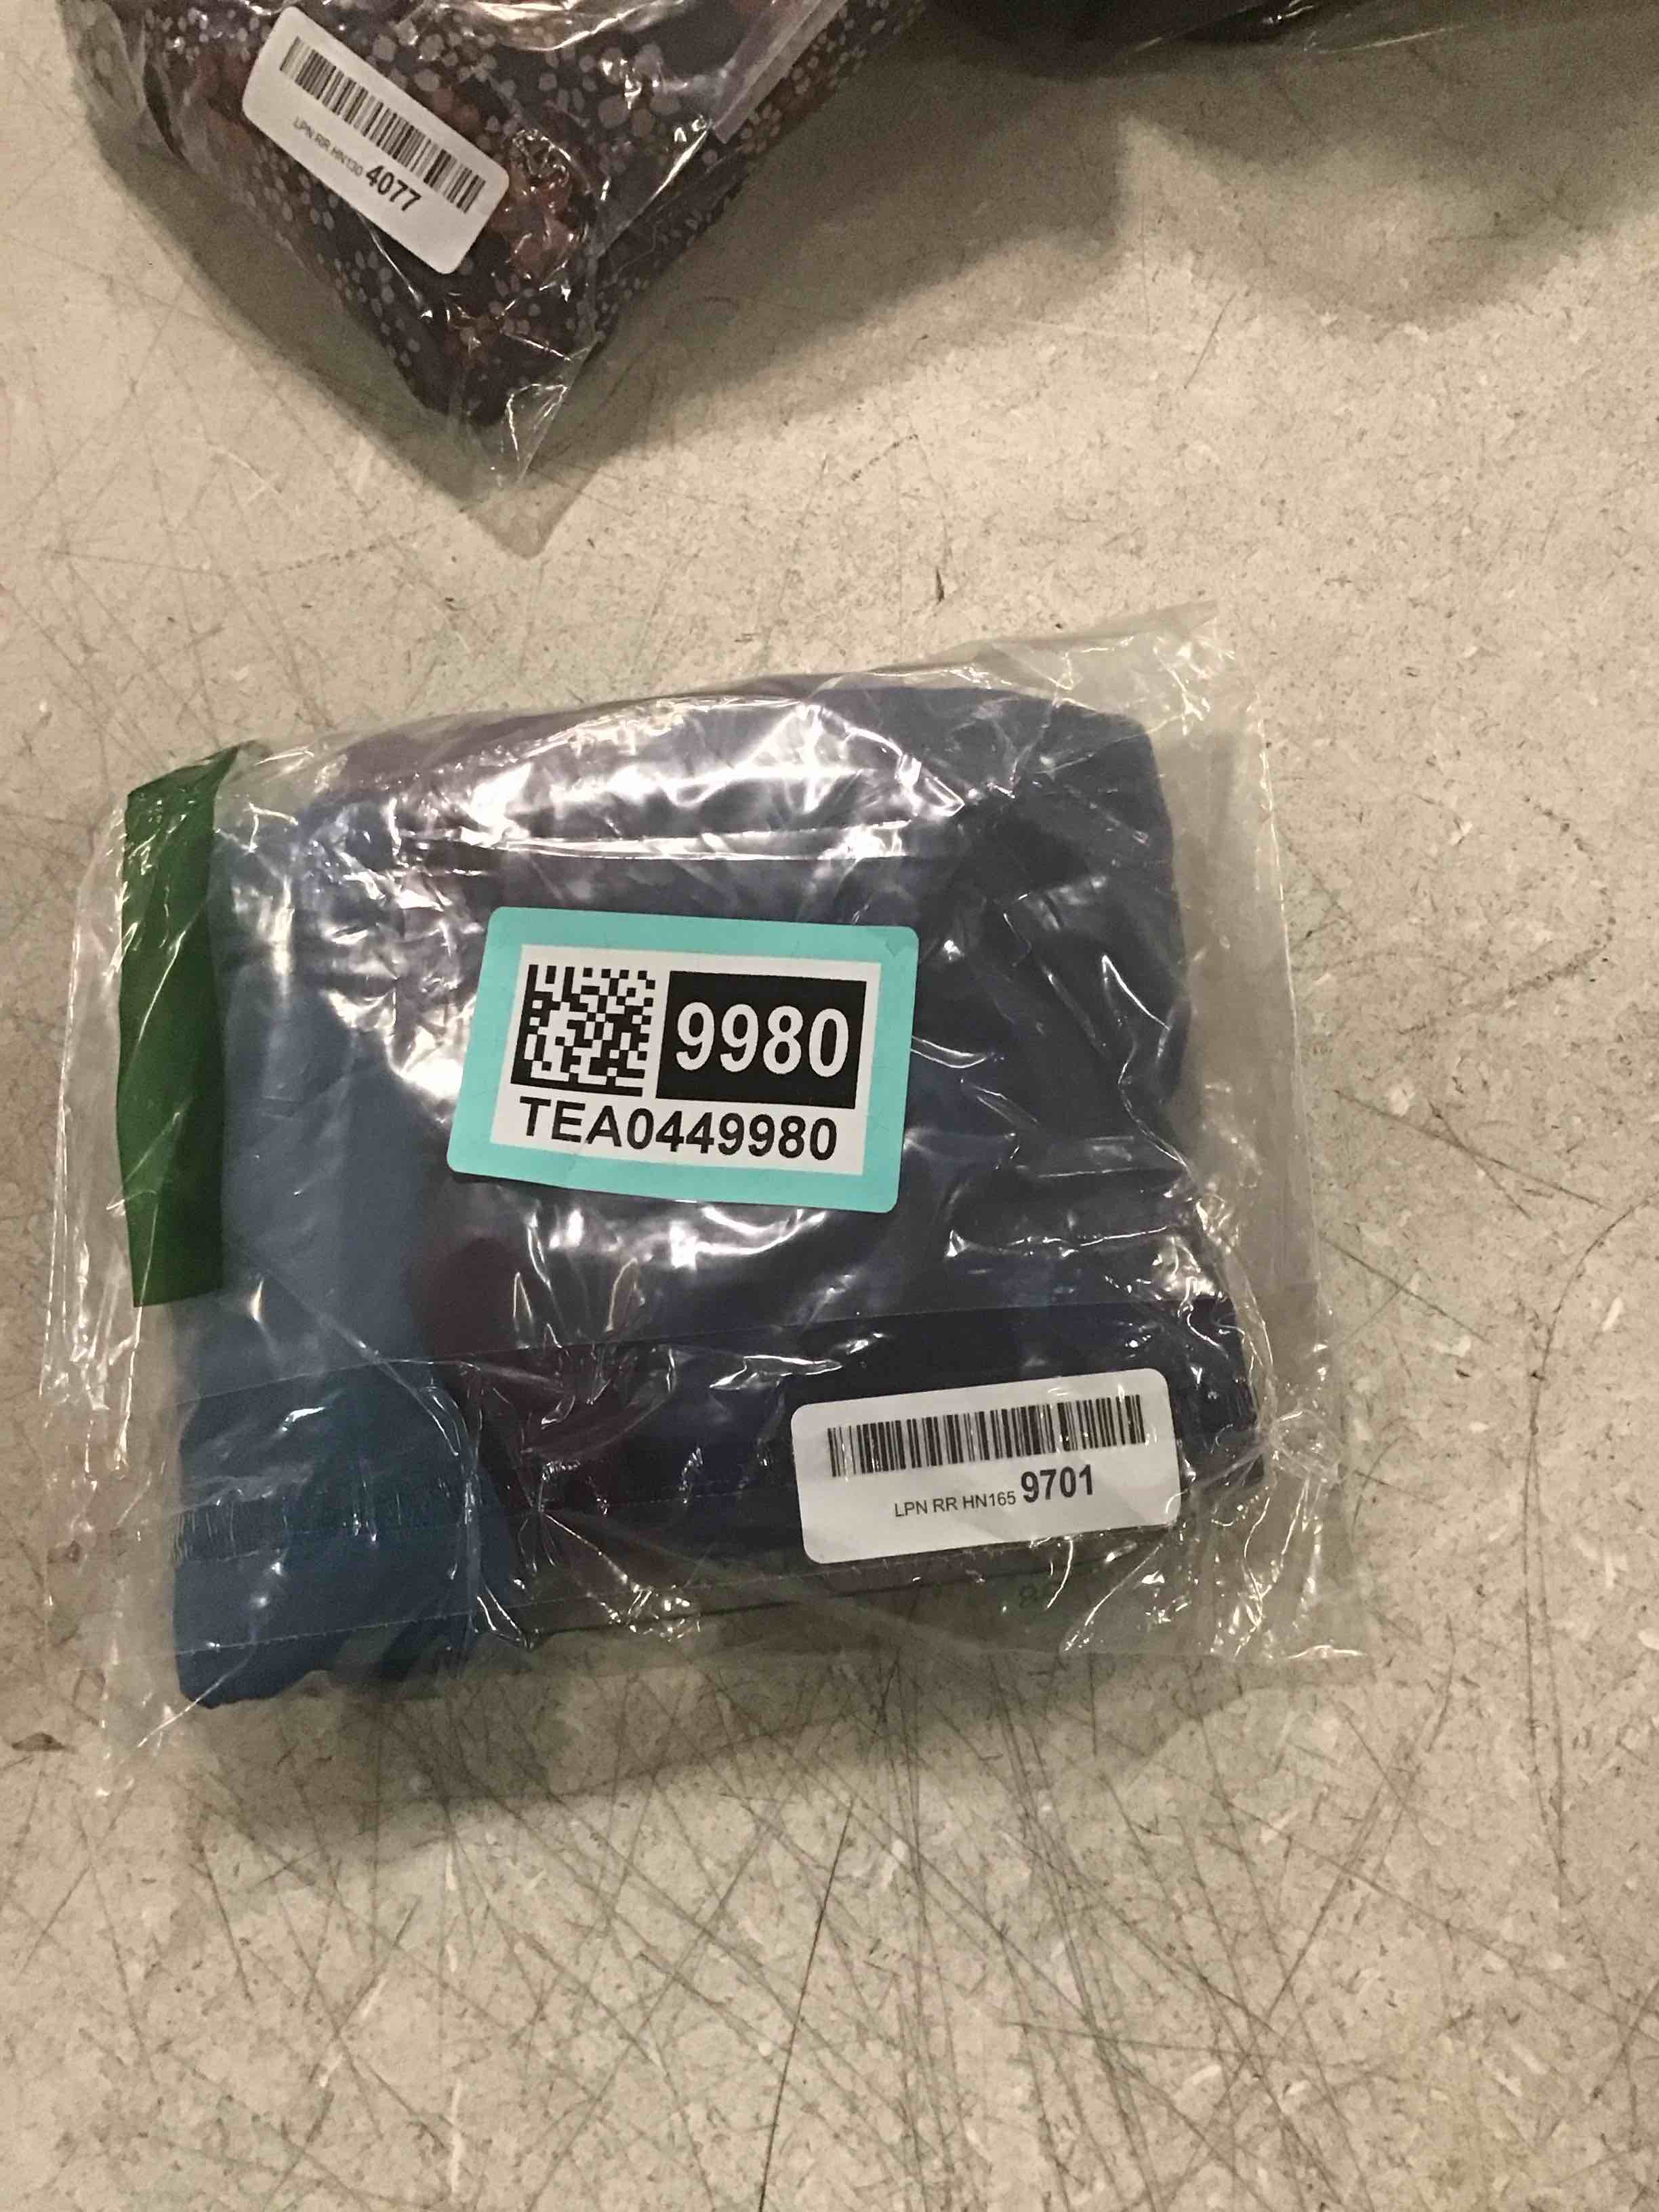 LPN RR HN130 4077
9980
TEA0449980
LPN RR HN165 9701